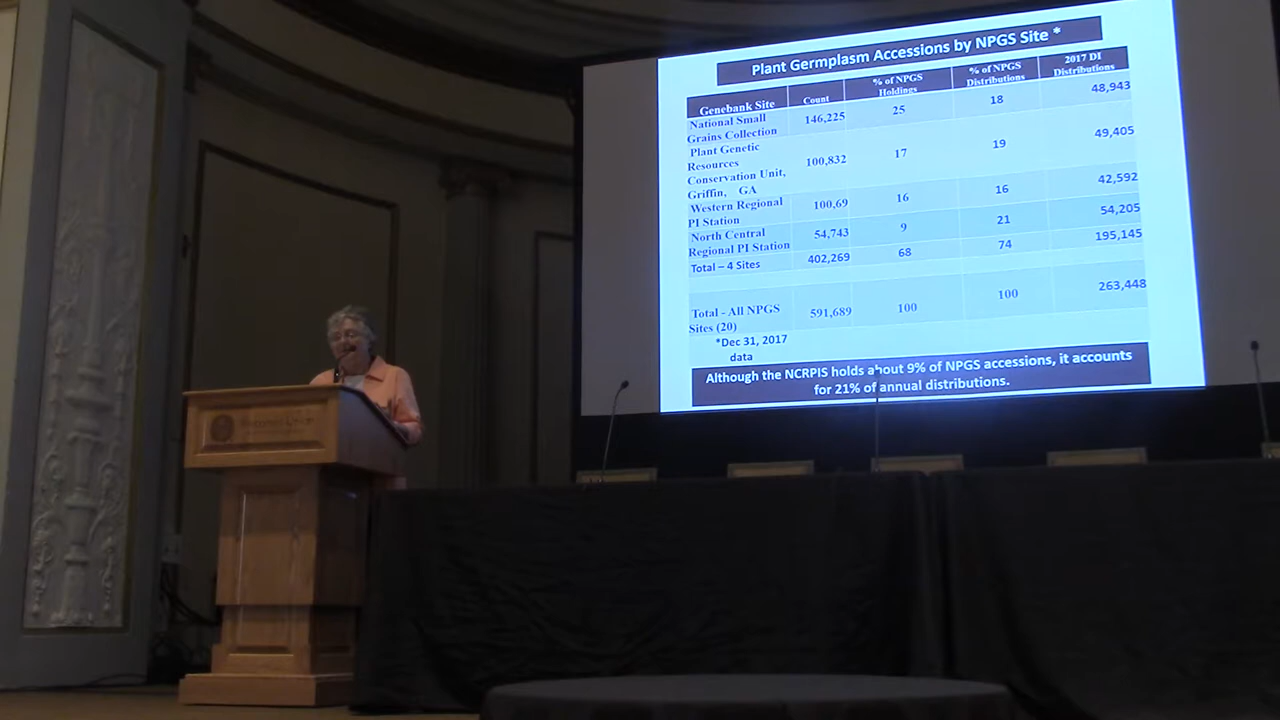 Plant Germplasm Accessions by NPGS Site *
Genebank Site Count % of NPGS Holdings % of NPGS Distributions 2017 DI Distributions
National Small Grains Collection 146,225 25 18 48,943
Plant Genetic Resources Conservation Unit, Griffin, GA 100,832 17 19 49,405
Western Regional PI Station 100,69 16 16 42,592
North Central Regional PI Station 54,743 9 21 54,205
Total – 4 Sites 402,269 68 74 195,145
Total - All NPGS Sites (20) 591,689 100 100 263,448
*Dec 31, 2017
data
Although the NCRPIS holds about 9% of NPGS accessions, it accounts
for 21% of annual distributions.